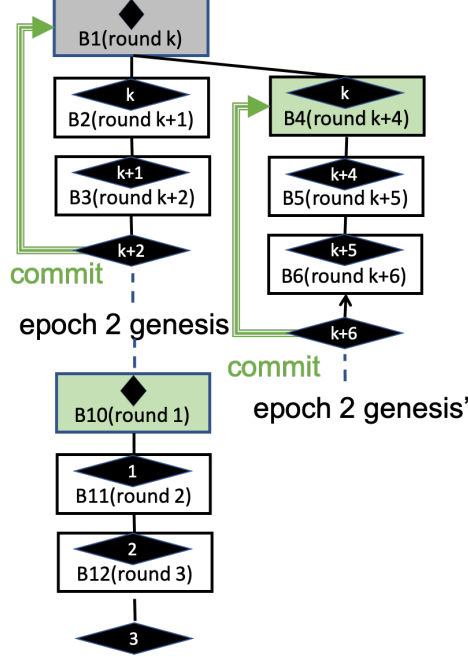 B1(round k)
k
B2(round k+1)
k+1
B3(round k+2)
k+2
commit
epoch 2 genesis
k
B4(round k+4)
k+4
B5(round k+5)
k+5
B6(round k+6)
k+6
commit
epoch 2 genesis’
B10(round 1)
1
B11(round 2)
2
B12(round 3)
3